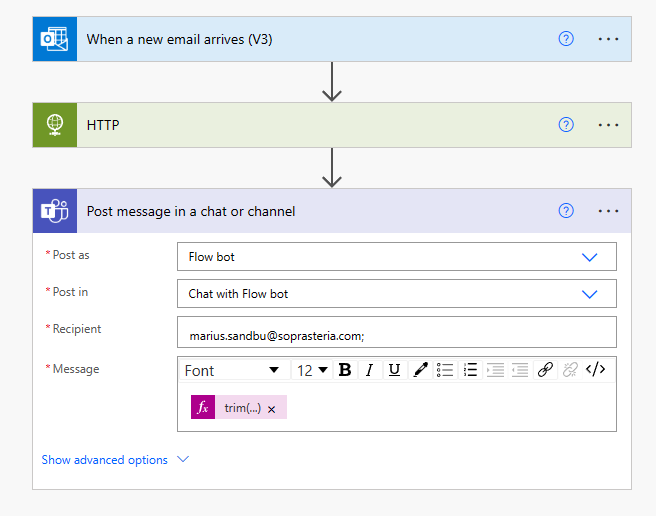 When a new email arrives (V3)
HTTP
Post message in a chat or channel
* Post as
Flow bot
* Post in
Chat with Flow bot
* Recipient
marius.sandbu@soprasteria.com;
* Message
Font 12 B I U </>
fx trim(...) ×
Show advanced options